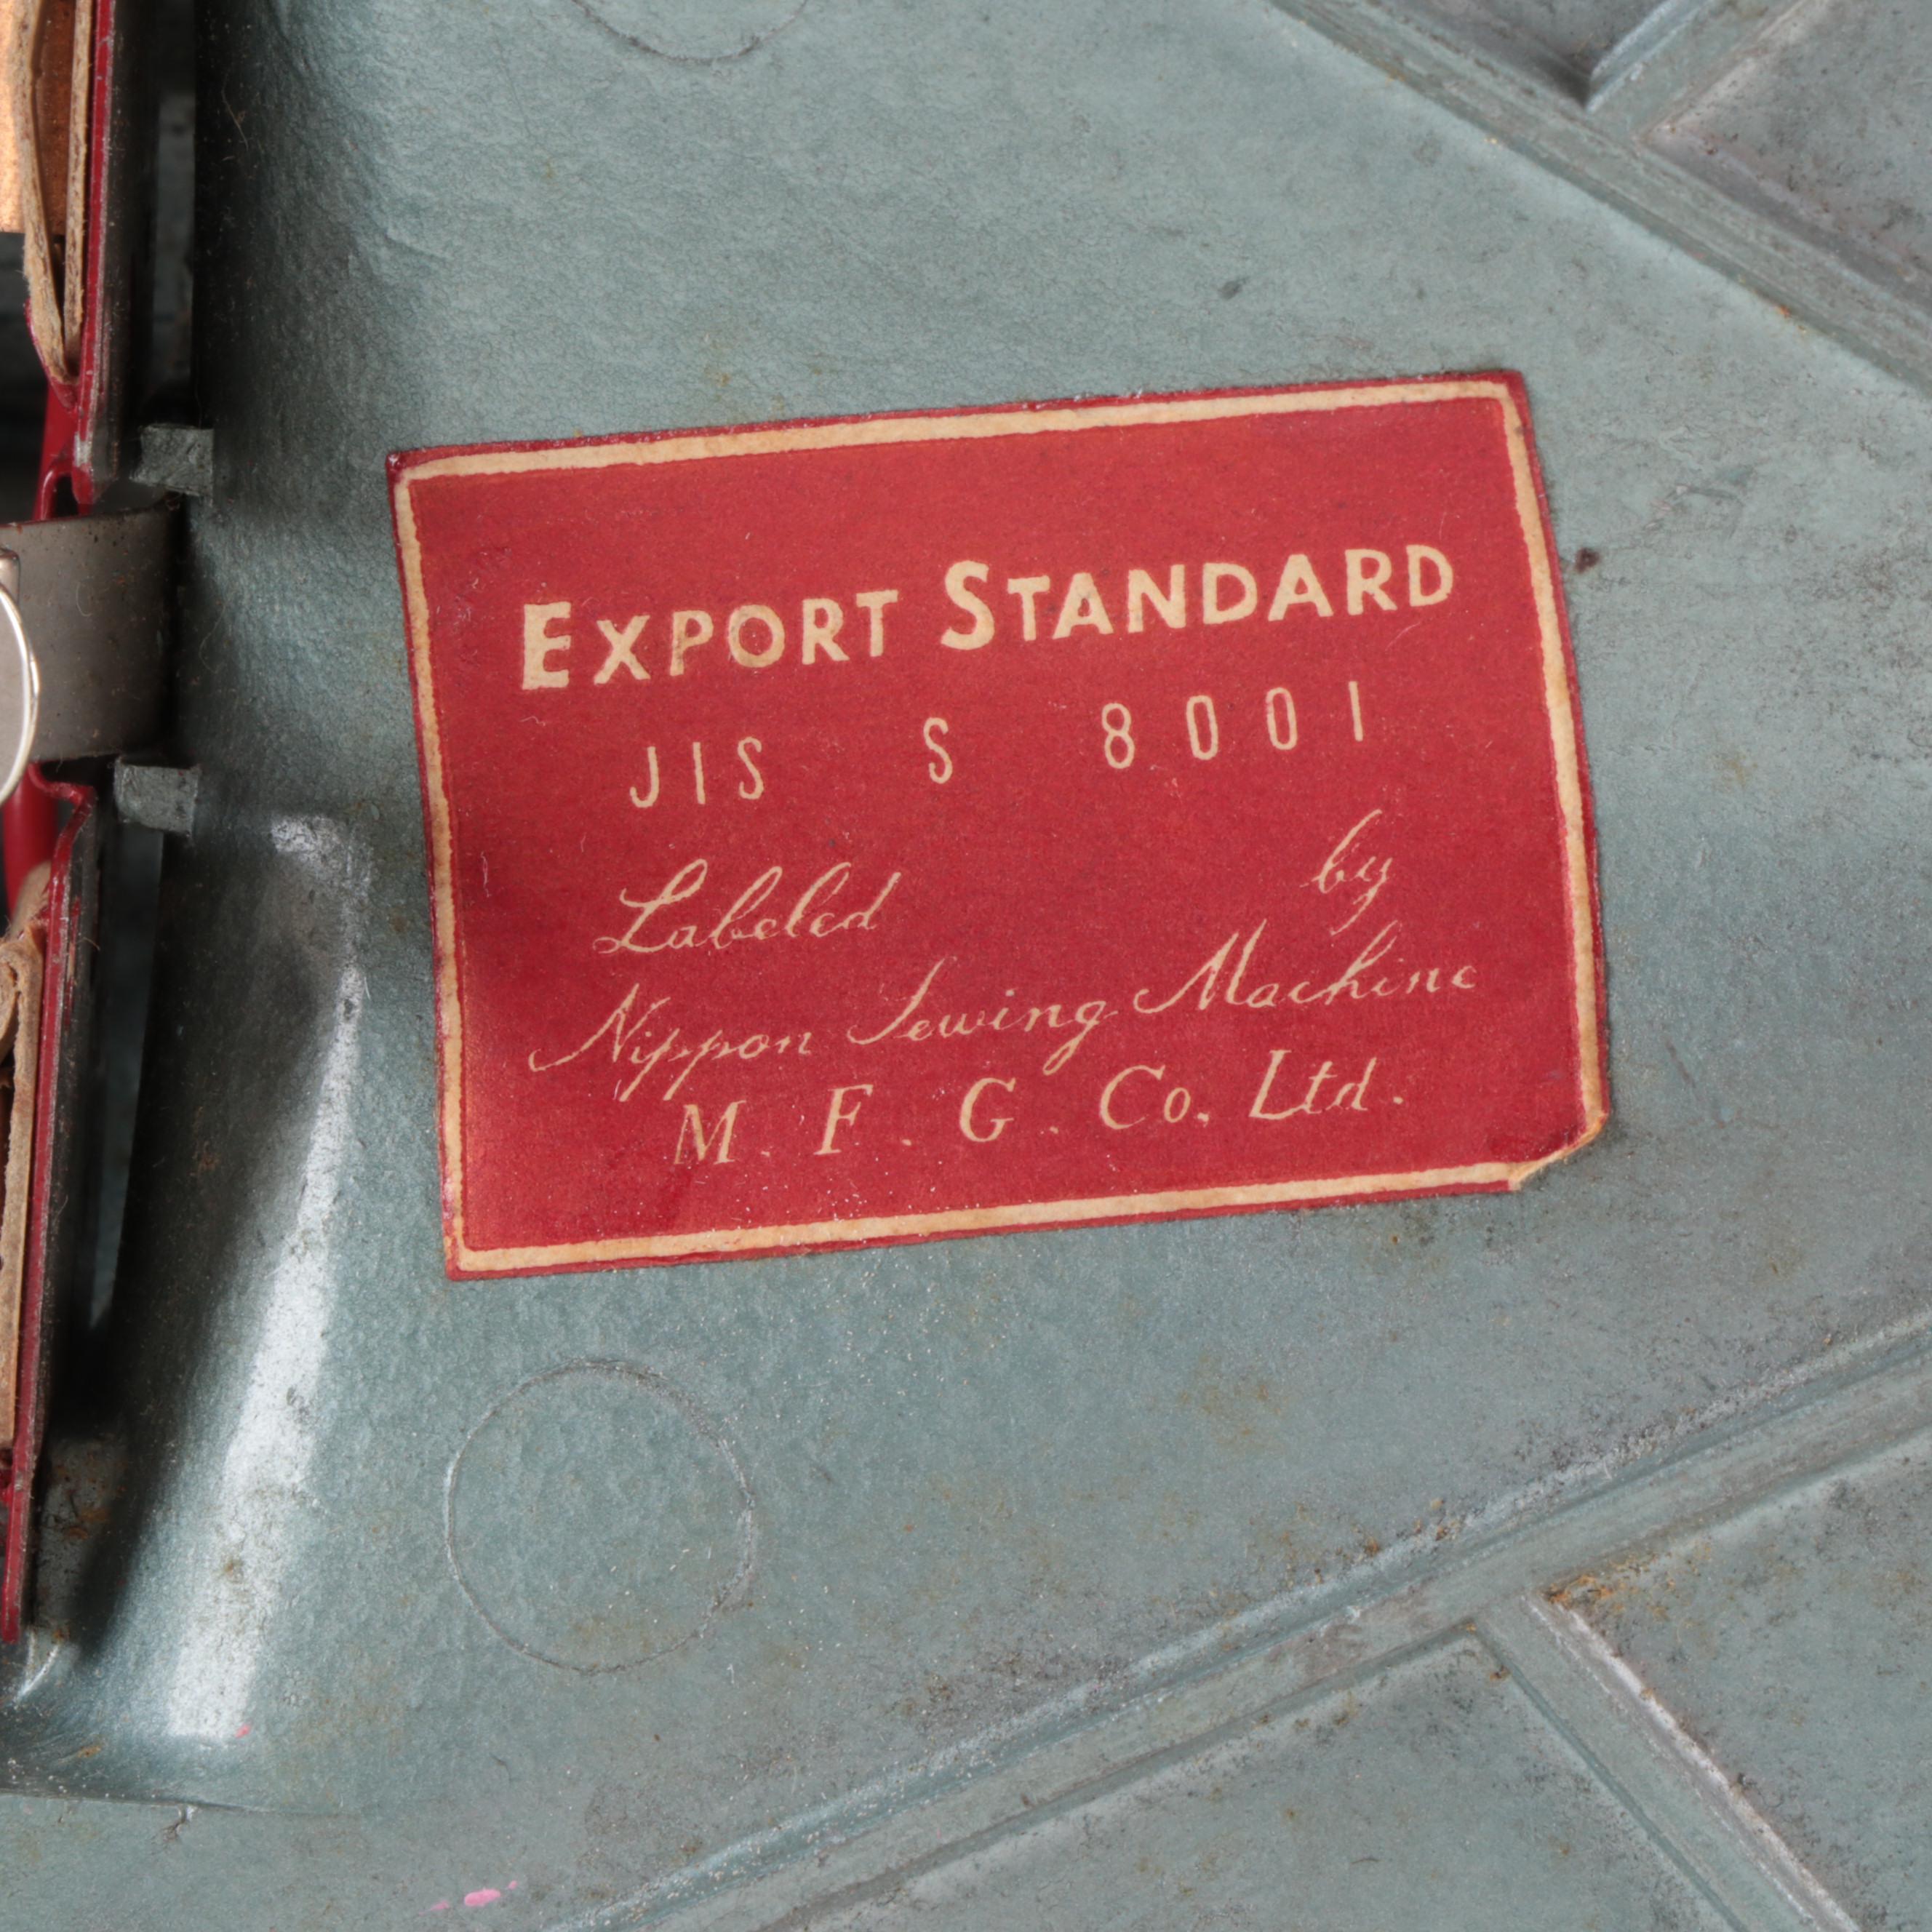 EXPORT STANDARD
JIS S 8001
Labeled by
Nippon Sewing Machine
M. F. G. Co. Ltd.